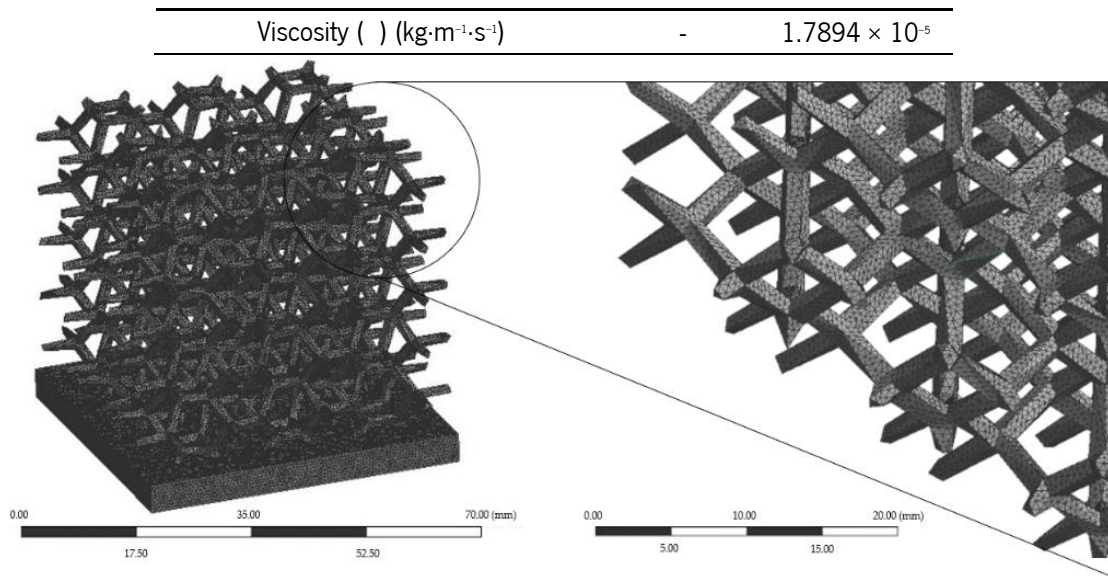 Viscosity ( ) (kg·m⁻¹·s⁻¹) - 1.7894 × 10⁻⁵
0.00 35.00 70.00 (mm)
17.50 52.50
0.00 10.00 20.00 (mm)
5.00 15.00